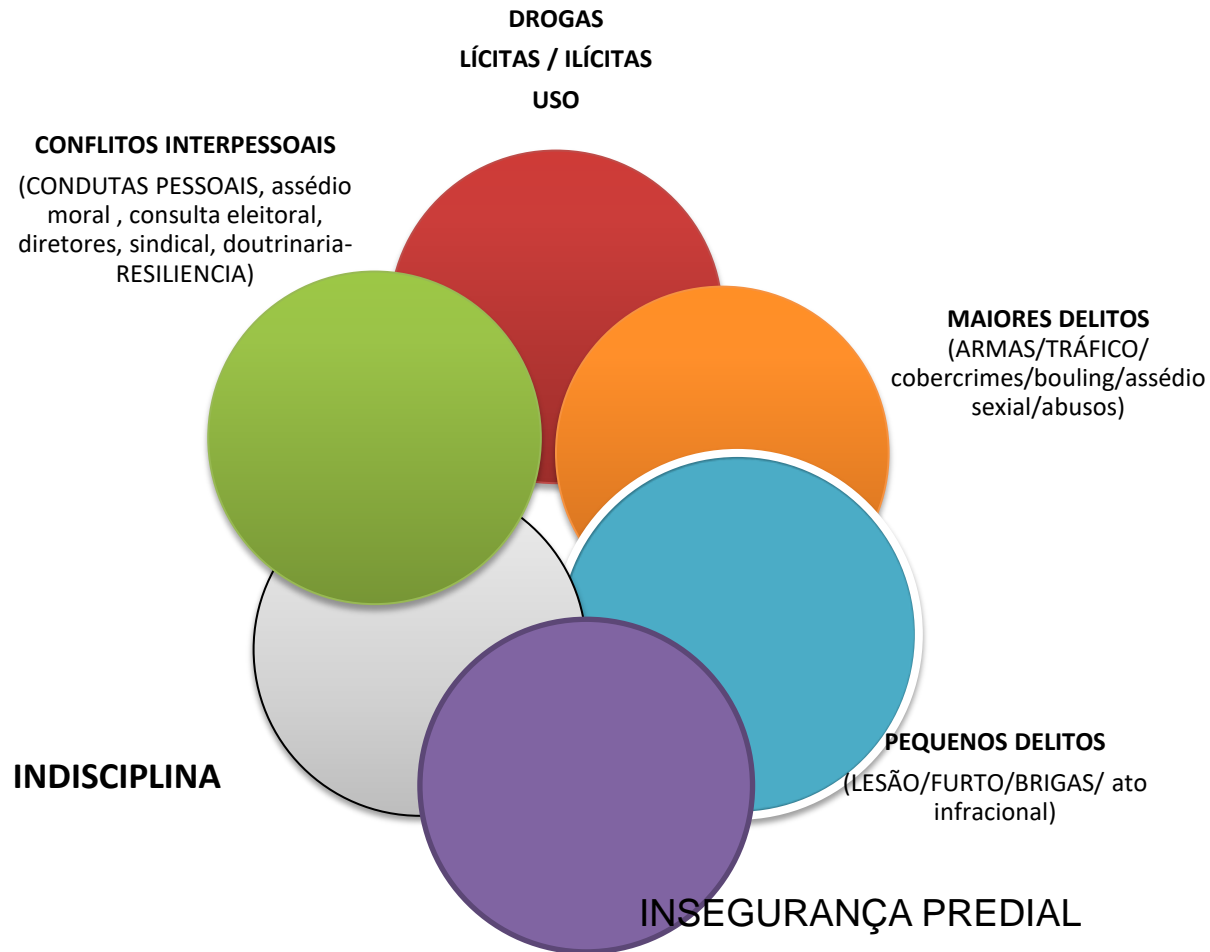 DROGAS
LÍCITAS / ILÍCITAS
USO
CONFLITOS INTERPESSOAIS
(CONDUTAS PESSOAIS, assédio
moral , consulta eleitoral,
diretores, sindical, doutrinaria-
RESILIENCIA)
MAIORES DELITOS
(ARMAS/TRÁFICO/
cobercrimes/bouling/assédio
sexial/abusos)
PEQUENOS DELITOS
(LESÃO/FURTO/BRIGAS/ ato
infracional)
INDISCIPLINA
INSEGURANÇA PREDIAL